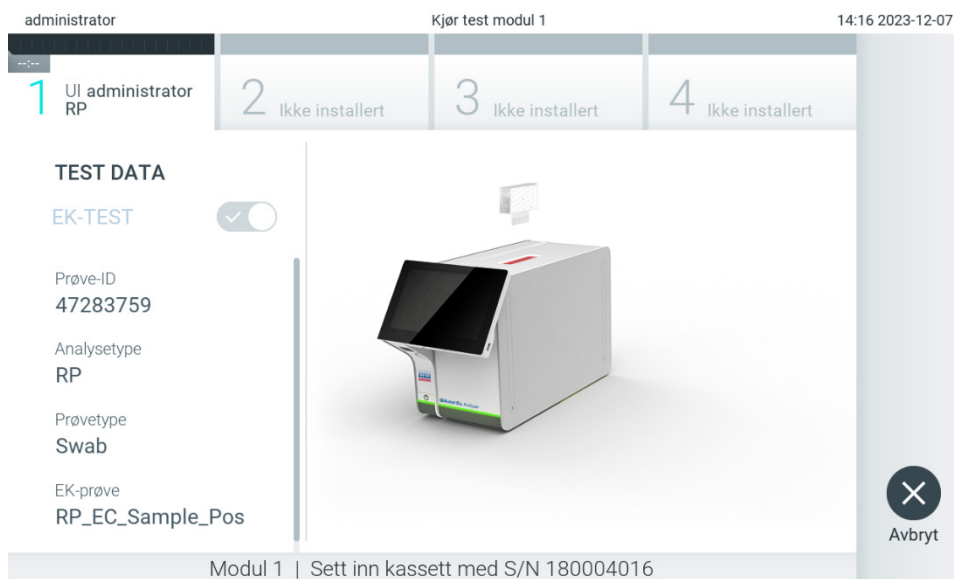 administrator
Kjør test modul 1
14:16 2023-12-07
--:--
1 UI administrator
RP
2 Ikke installert
3 Ikke installert
4 Ikke installert
TEST DATA
EK-TEST
Prøve-ID
47283759
Analysetype
RP
Prøvetype
Swab
EK-prøve
RP_EC_Sample_Pos
Avbryt
Modul 1 | Sett inn kassett med S/N 180004016